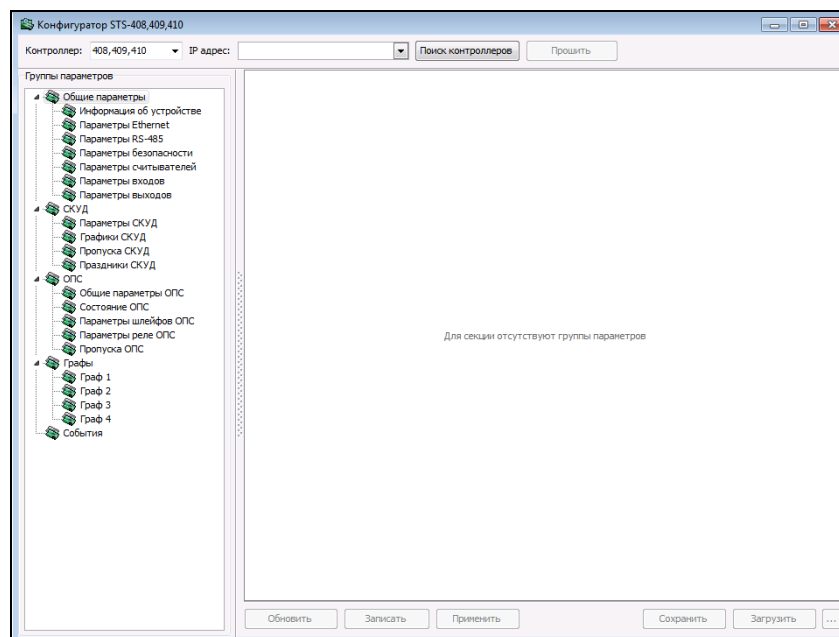 Конфигуратор STS-408,409,410
Контроллер: 408,409,410 IP адрес: Поиск контроллеров Прошить
Группы параметров
Общие параметры
Информация об устройстве
Параметры Ethernet
Параметры RS-485
Параметры безопасности
Параметры считывателей
Параметры входов
Параметры выходов
СКУД
Параметры СКУД
Графики СКУД
Пропуска СКУД
Праздники СКУД
ОПС
Общие параметры ОПС
Состояние ОПС
Параметры шлейфов ОПС
Параметры реле ОПС
Пропуска ОПС
Графы
Граф 1
Граф 2
Граф 3
Граф 4
События
Для секции отсутствуют группы параметров
Обновить Записать Применить Сохранить Загрузить ...